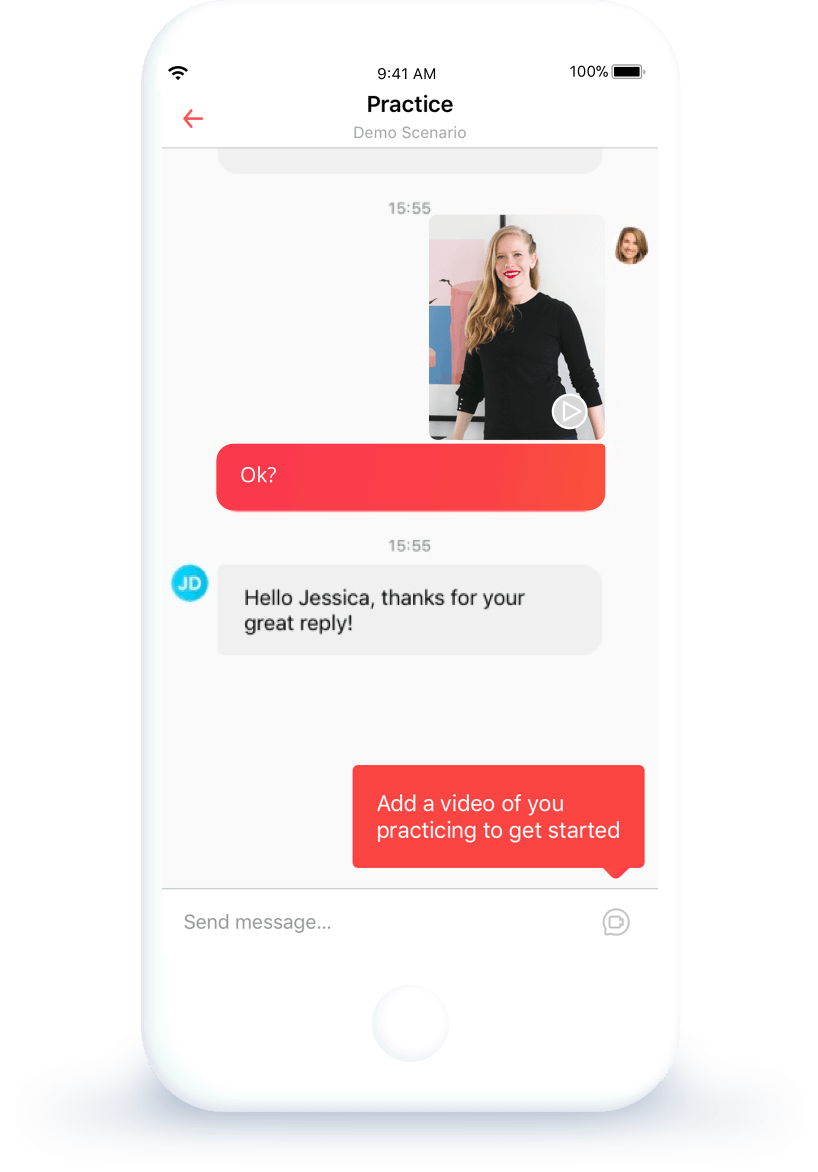 9:41 AM
100%
Practice
Demo Scenario
15:55
Ok?
15:55
JD
Hello Jessica, thanks for your
great reply!
Add a video of you
practicing to get started
Send message...